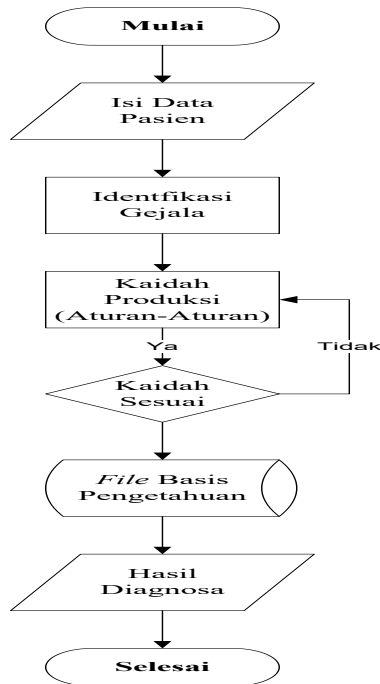 Mulai
Isi Data
Pasien
Identfikasi
Gejala
Kaidah
Produksi
(Aturan-Aturan)
Ya
Tidak
Kaidah
Sesuai
File Basis
Pengetahuan
Hasil
Diagnosa
Selesai